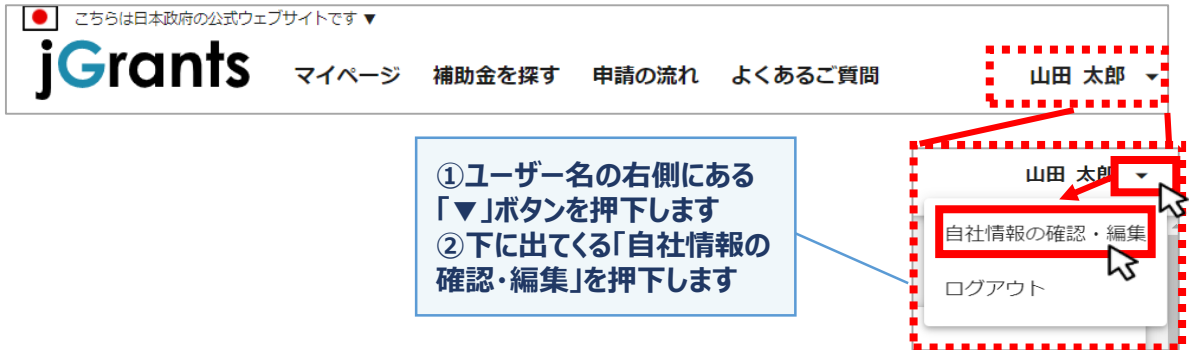 こちらは日本政府の公式ウェブサイトです ▼
jGrants マイページ 補助金を探す 申請の流れ よくあるご質問 山田 太郎
①ユーザー名の右側にある
「▼」ボタンを押下します
②下に出てくる「自社情報の
確認・編集」を押下します
山田 太郎
自社情報の確認・編集
ログアウト